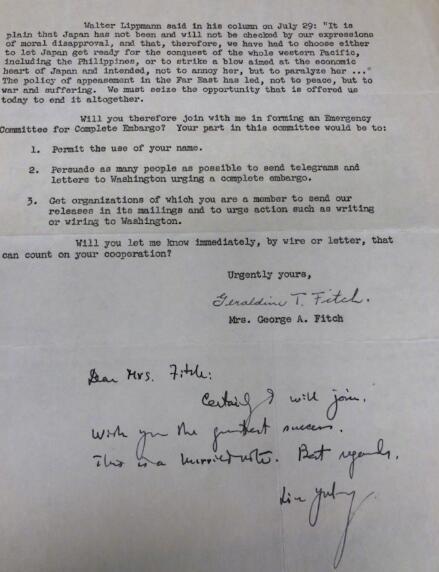 Walter Lippmann said in his column on July 29: "It is
plain that Japan has not been and will not be checked by our expressions
of moral disapproval, and that, therefore, we have had to choose either
to let Japan get ready for the conquest of the whole western Pacific,
including the Philippines, or to strike a blow aimed at the economic
heart of Japan and intended, not to annoy her, but to paralyze her ..."
The policy of appeasement in the Far East has led, not to peace, but to
war and suffering. We must seize the opportunity that is offered us
today to end it altogether.
Will you therefore join with me in forming an Emergency
Committee for Complete Embargo? Your part in this committee would be to:
1. Permit the use of your name.
2. Persuade as many people as possible to send telegrams and
letters to Washington urging a complete embargo.
3. Get organizations of which you are a member to send our
releases in its mailings and to urge action such as writing
or wiring to Washington.
Will you let me know immediately, by wire or letter, that
can count on your cooperation?
Urgently yours,
Geraldine T. Fitch.
Mrs. George A. Fitch
Dear Mrs. Fitch:
Certainly I will join.
Wish you the greatest success.
This is a hurried note. Best regards.
Lin Yutang